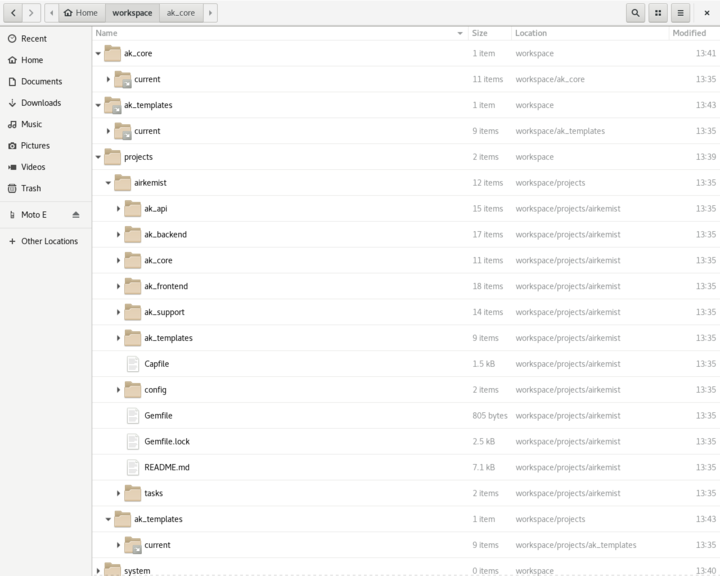 Home workspace ak_core
Name Size Location Modified
Recent
Home
Documents
Downloads
Music
Pictures
Videos
Trash
Moto E
Other Locations
ak_core 1 item workspace 13:41
current 11 items workspace/ak_core 13:35
ak_templates 1 item workspace 13:43
current 9 items workspace/ak_templates 13:35
projects 2 items workspace 13:39
airkemist 12 items workspace/projects 13:35
ak_api 15 items workspace/projects/airkemist 13:35
ak_backend 17 items workspace/projects/airkemist 13:35
ak_core 11 items workspace/projects/airkemist 13:35
ak_frontend 18 items workspace/projects/airkemist 13:35
ak_support 14 items workspace/projects/airkemist 13:35
ak_templates 9 items workspace/projects/airkemist 13:35
Capfile 1.5 kB workspace/projects/airkemist 13:35
config 2 items workspace/projects/airkemist 13:35
Gemfile 805 bytes workspace/projects/airkemist 13:35
Gemfile.lock 2.5 kB workspace/projects/airkemist 13:35
README.md 7.1 kB workspace/projects/airkemist 13:35
tasks 2 items workspace/projects/airkemist 13:35
ak_templates 1 item workspace/projects 13:43
current 9 items workspace/projects/ak_templates 13:35
system 0 items workspace 13:40